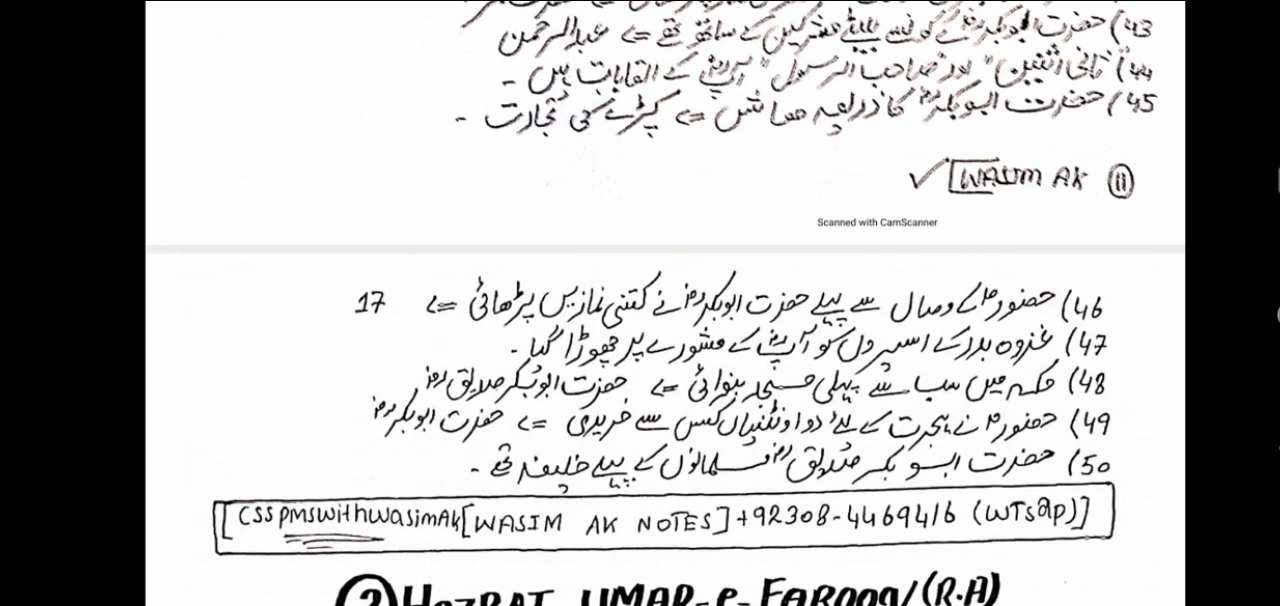 43) حضرت ابوبکرؓ کے کونسے بیٹے مشرکین کے ساتھ تھے => عبدالرحمن
44) "ثانی اثنین" اور "صاحب الرسول" آپؓ کے القابات ہیں -
45) حضرت ابوبکرؓ کا ذراعیہ معاش => کپڑے کی تجارت -
✓ WASIM AK ⑪
Scanned with CamScanner
46) حضورؐ کے وصال سے پہلے حضرت ابوبکرؓ نے کتنی نمازیں پڑھائی => 17
47) غزوہ بدر کے اسیروں کو آپؓ کے مشورے پر چھوڑا گیا -
48) مکہ میں سب سے پہلی مسجد بنوائی => حضرت ابوبکر صدیقؓ
49) حضورؐ نے ہجرت کے لئے دو اونٹنیاں کس سے خریدی => حضرت ابوبکرؓ
50) حضرت ابوبکر صدیقؓ مسلمانوں کے پہلے خلیفہ تھے -
[CSSPMSwithWasimAk[WASIM AK NOTES]+92308-4469416 (WTsap)]
② HAZRAT UMAR-e-FAROOQ/(R.A)